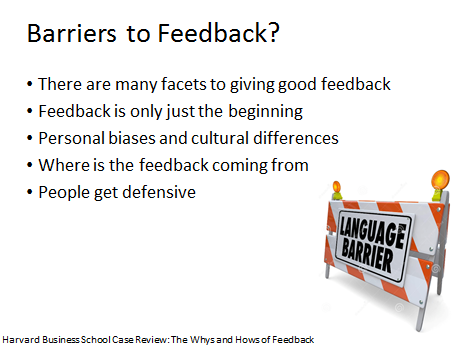 Barriers to Feedback?
• There are many facets to giving good feedback
• Feedback is only just the beginning
• Personal biases and cultural differences
• Where is the feedback coming from
• People get defensive
LANGUAGE
BARRIER
Harvard Business School Case Review: The Whys and Hows of Feedback